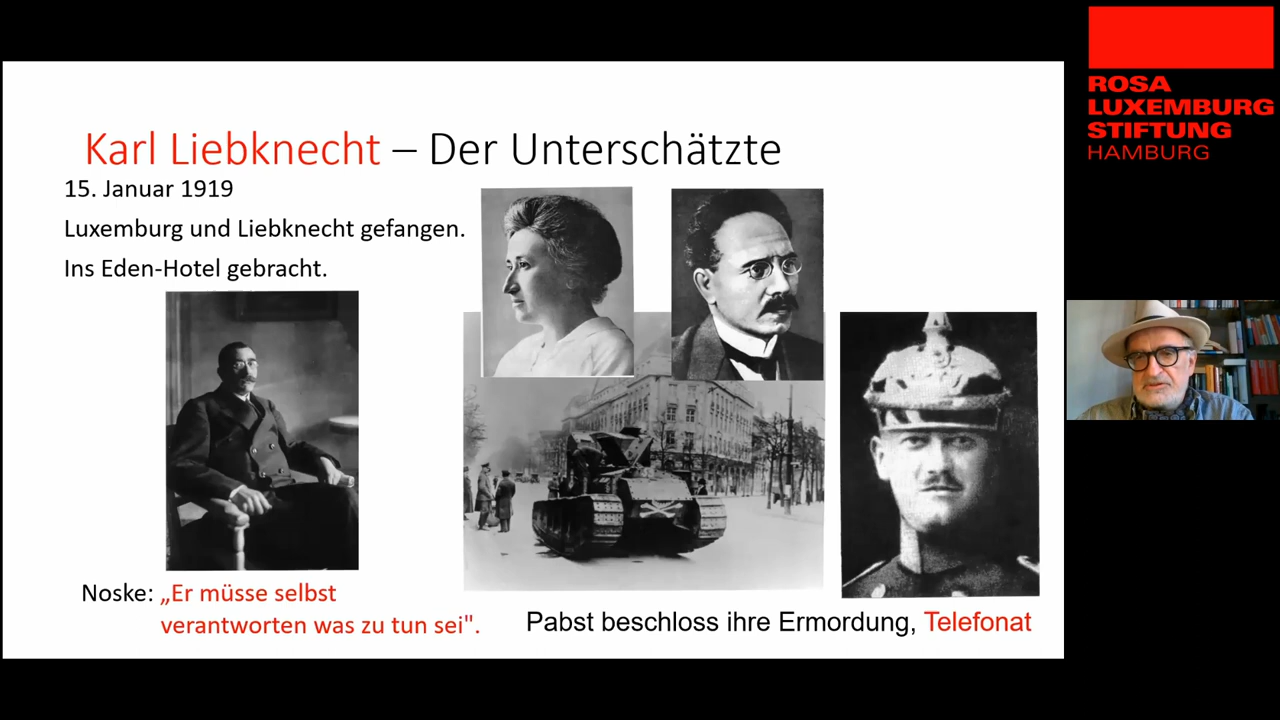 Karl Liebknecht – Der Unterschätzte
15. Januar 1919
Luxemburg und Liebknecht gefangen.
Ins Eden-Hotel gebracht.
Noske: „Er müsse selbst
verantworten was zu tun sei".
Pabst beschloss ihre Ermordung, Telefonat
ROSA
LUXEMBURG
STIFTUNG
HAMBURG